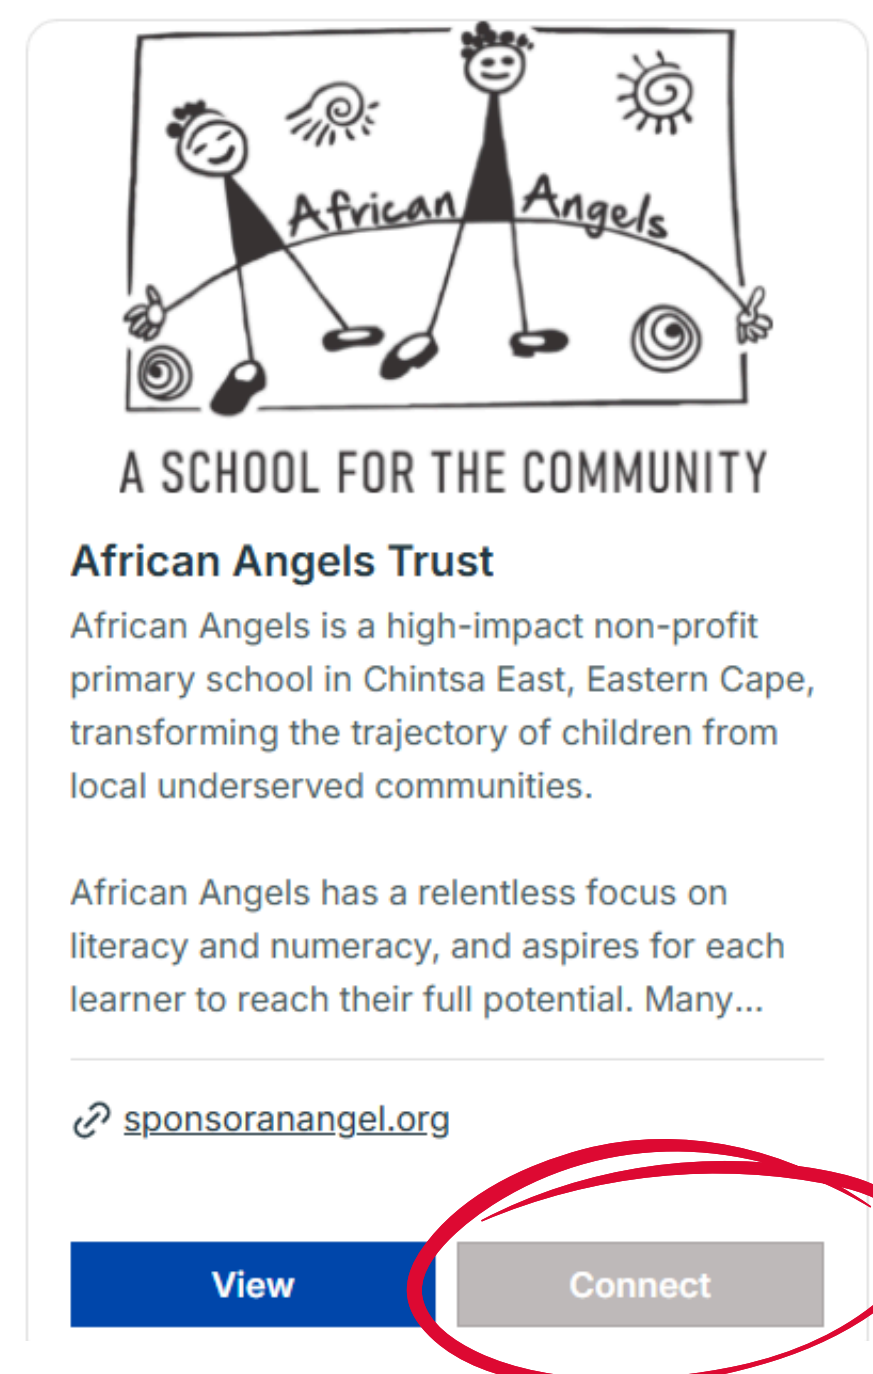 African Angels
A SCHOOL FOR THE COMMUNITY
African Angels Trust
African Angels is a high-impact non-profit
primary school in Chintsa East, Eastern Cape,
transforming the trajectory of children from
local underserved communities.
African Angels has a relentless focus on
literacy and numeracy, and aspires for each
learner to reach their full potential. Many...
sponsoranangel.org
View
Connect